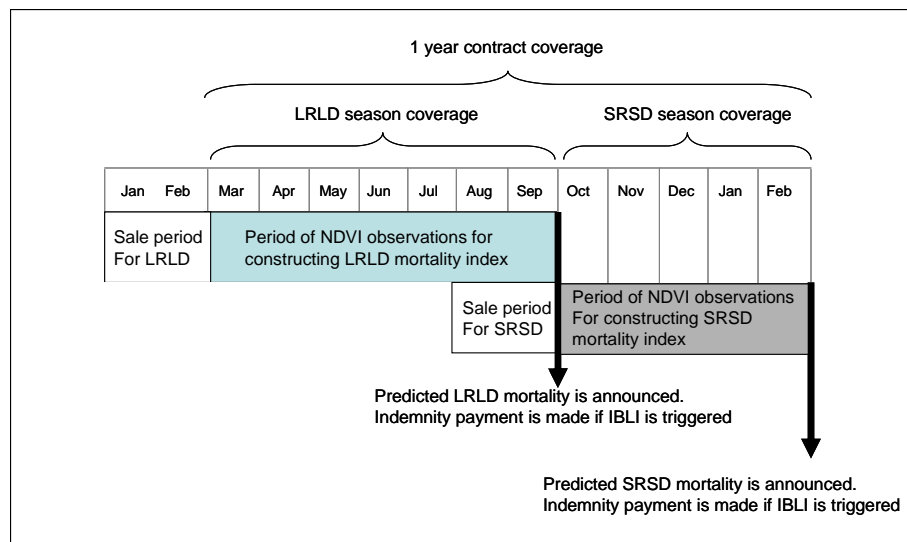 1 year contract coverage
LRLD season coverage
SRSD season coverage
Jan Feb Mar Apr May Jun Jul Aug Sep Oct Nov Dec Jan Feb
Sale period
For LRLD
Period of NDVI observations for
constructing LRLD mortality index
Sale period
For SRSD
Period of NDVI observations
For constructing SRSD
mortality index
Predicted LRLD mortality is announced.
Indemnity payment is made if IBLI is triggered
Predicted SRSD mortality is announced.
Indemnity payment is made if IBLI is triggered